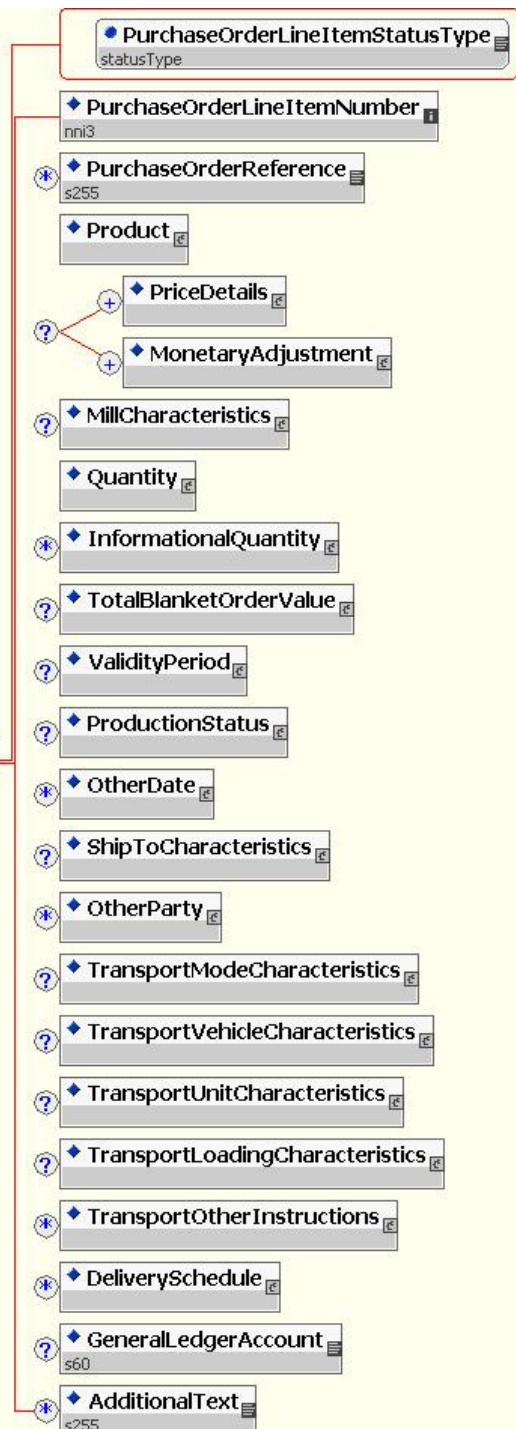 PurchaseOrderLineItemStatusType
statusType
PurchaseOrderLineItemNumber
nni3
* PurchaseOrderReference
s255
Product
+ PriceDetails
?
+ MonetaryAdjustment
? MillCharacteristics
Quantity
* InformationalQuantity
? TotalBlanketOrderValue
? ValidityPeriod
? ProductionStatus
* OtherDate
? ShipToCharacteristics
* OtherParty
? TransportModeCharacteristics
? TransportVehicleCharacteristics
? TransportUnitCharacteristics
? TransportLoadingCharacteristics
* TransportOtherInstructions
* DeliverySchedule
? GeneralLedgerAccount
s60
* AdditionalText
s255